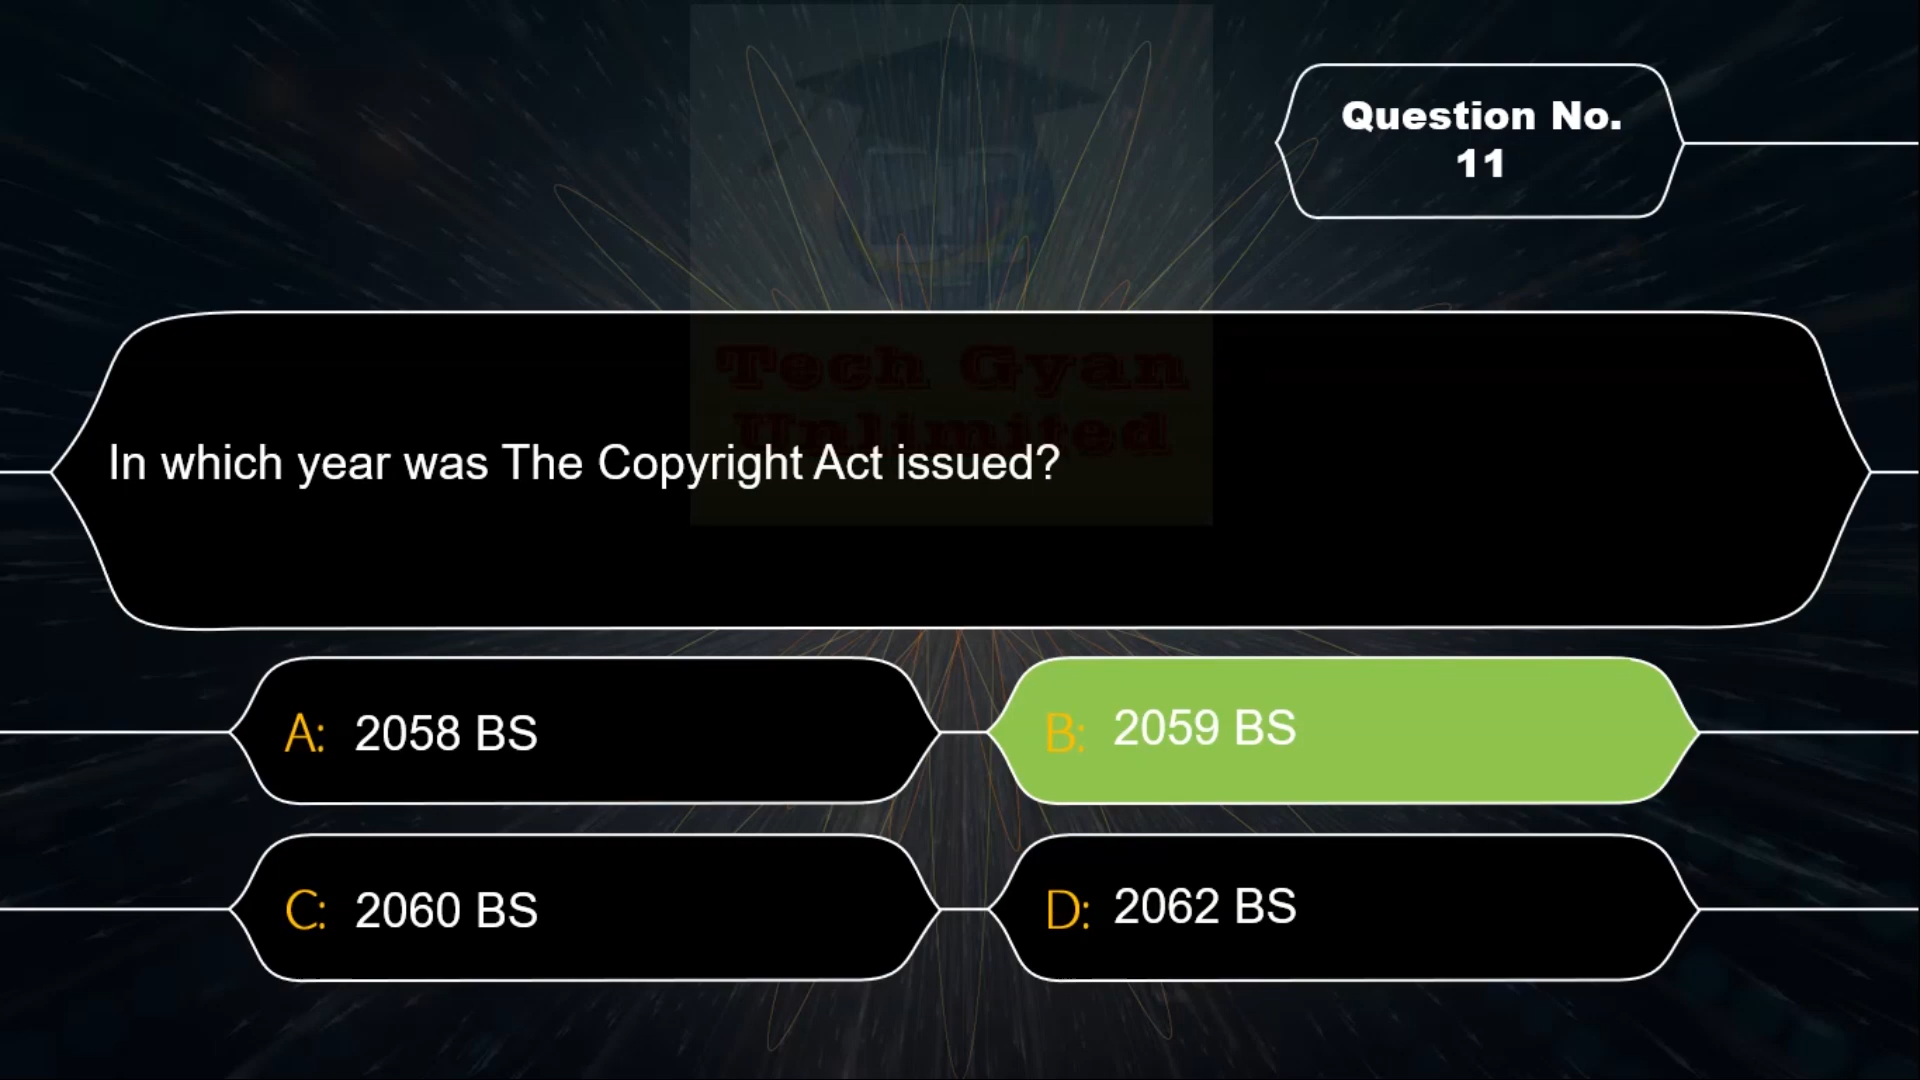 Question No.
11
Tech Gyan
Unlimited
In which year was The Copyright Act issued?
A: 2058 BS
B: 2059 BS
C: 2060 BS
D: 2062 BS